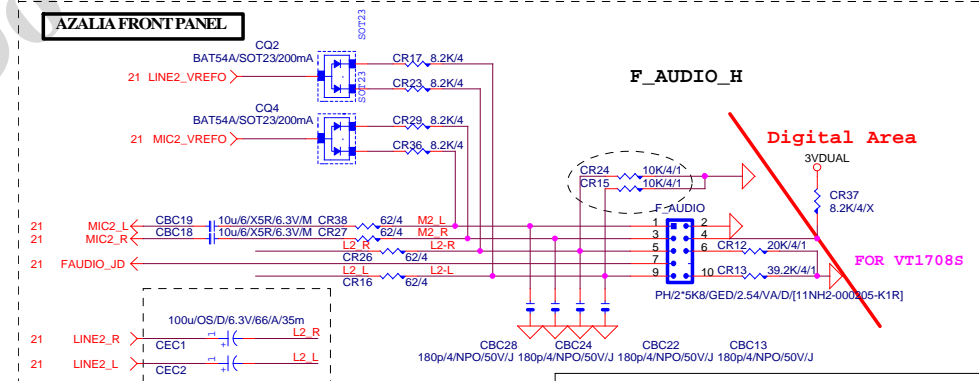 AZALIA FRONT PANEL
SOT23
CQ2
BAT54A/SOT23/200mA
CR17 8.2K/4
21 LINE2_VREFO
CR23 8.2K/4
SOT23
F_AUDIO_H
CQ4
BAT54A/SOT23/200mA
CR29 8.2K/4
21 MIC2_VREFO
CR36 8.2K/4
Digital Area
3VDUAL
CR24 10K/4/1
CR15 10K/4/1
CR37
8.2K/4/X
F_AUDIO
21 MIC2_L CBC19 10u/6/X5R/6.3V/M CR38 62/4 M2_L 1 2
21 MIC2_R CBC18 10u/6/X5R/6.3V/M CR27 62/4 M2_R 3 4
L2_R L2-R 5 6 CR12 20K/4/1
CR26 62/4
21 FAUDIO_JD 7
FOR VT1708S
L2_L L2-L 9 10 CR13 39.2K/4/1
CR16 62/4
PH/2*5K8/GED/2.54/VA/D/[11NH2-000205-K1R]
100u/OS/D/6.3V/66/A/35m
21 LINE2_R 1 L2_R
CEC1
CBC28 CBC24 CBC22 CBC13
180p/4/NPO/50V/J 180p/4/NPO/50V/J 180p/4/NPO/50V/J 180p/4/NPO/50V/J
21 LINE2_L 1 L2_L
CEC2